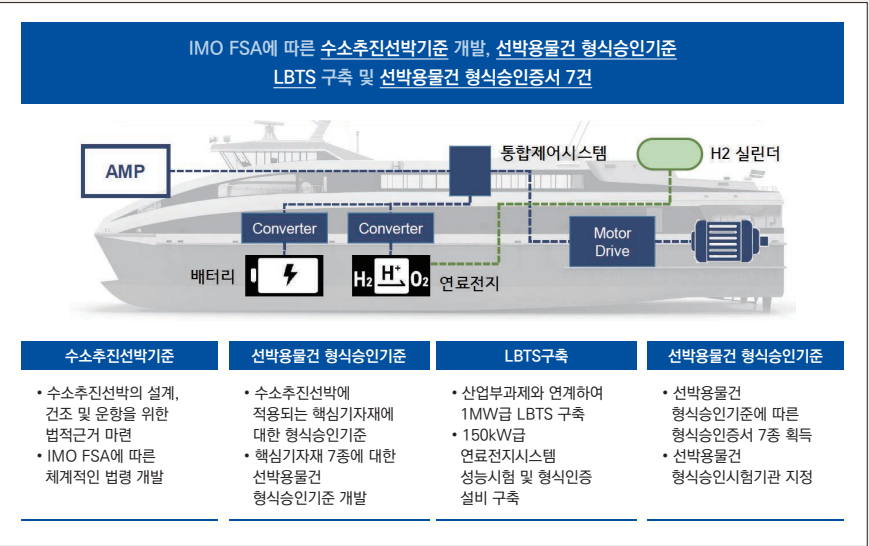 IMO FSA에 따른 수소추진선박기준 개발, 선박용물건 형식승인기준
LBTS 구축 및 선박용물건 형식승인증서 7건
AMP
통합제어시스템
H2 실린더
Converter
Converter
Motor
Drive
배터리
H₂ H⁺ O₂
연료전지
수소추진선박기준
• 수소추진선박의 설계,
건조 및 운항을 위한
법적근거 마련
• IMO FSA에 따른
체계적인 법령 개발
선박용물건 형식승인기준
• 수소추진선박에
적용되는 핵심기자재에
대한 형식승인기준
• 핵심기자재 7종에 대한
선박용물건
형식승인기준 개발
LBTS구축
• 산업부과제와 연계하여
1MW급 LBTS 구축
• 150kW급
연료전지시스템
성능시험 및 형식인증
설비 구축
선박용물건 형식승인기준
• 선박용물건
형식승인기준에 따른
형식승인증서 7종 획득
• 선박용물건
형식승인시험기관 지정